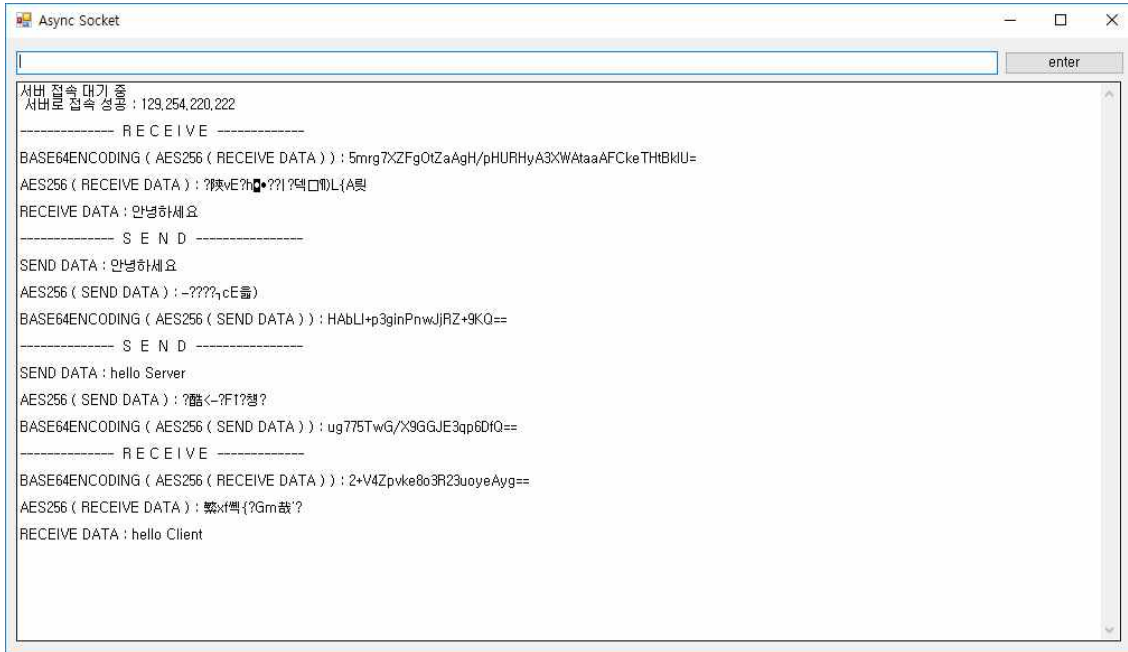 Async Socket
enter
서버 접속 대기 중
서버로 접속 성공 : 129,254,220,222
-------------- R E C E I V E -------------
BASE64ENCODING ( AES256 ( RECEIVE DATA ) ) : 5mrg7XZFgOtZaAgH/pHURHyA3XWAtaaAFCkeTHtBklU=
AES256 ( RECEIVE DATA ) :
RECEIVE DATA : 안녕하세요
-------------- S E N D ----------------
SEND DATA : 안녕하세요
AES256 ( SEND DATA ) :
BASE64ENCODING ( AES256 ( SEND DATA ) ) : HAbLI+p3ginPnwJjRZ+9KQ==
-------------- S E N D ----------------
SEND DATA : hello Server
AES256 ( SEND DATA ) :
BASE64ENCODING ( AES256 ( SEND DATA ) ) : ug775TwG/X9GGJE3qp6DfQ==
-------------- R E C E I V E -------------
BASE64ENCODING ( AES256 ( RECEIVE DATA ) ) : 2+V4Zpvke8o3R23uoyeAyg==
AES256 ( RECEIVE DATA ) :
RECEIVE DATA : hello Client